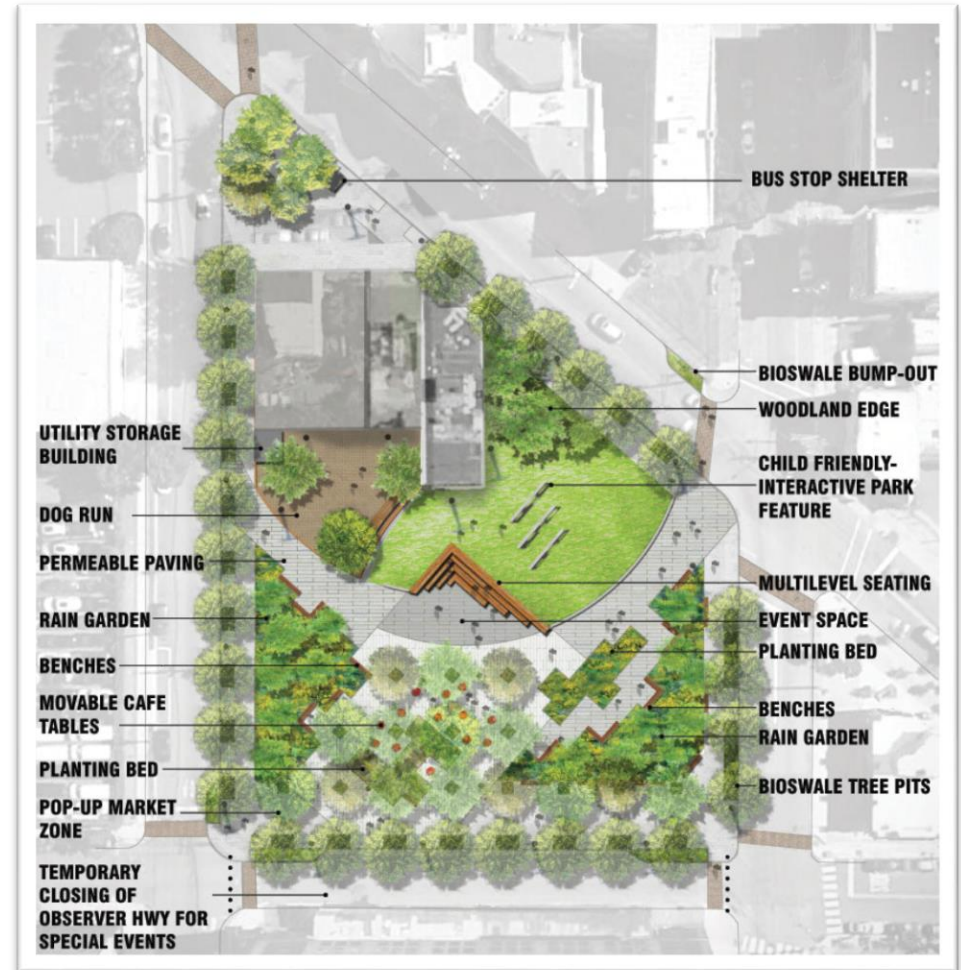 BUS STOP SHELTER
BIOSWALE BUMP-OUT
WOODLAND EDGE
CHILD FRIENDLY-
INTERACTIVE PARK
FEATURE
MULTILEVEL SEATING
EVENT SPACE
PLANTING BED
BENCHES
RAIN GARDEN
BIOSWALE TREE PITS
UTILITY STORAGE
BUILDING
DOG RUN
PERMEABLE PAVING
RAIN GARDEN
BENCHES
MOVABLE CAFE
TABLES
PLANTING BED
POP-UP MARKET
ZONE
TEMPORARY
CLOSING OF
OBSERVER HWY FOR
SPECIAL EVENTS